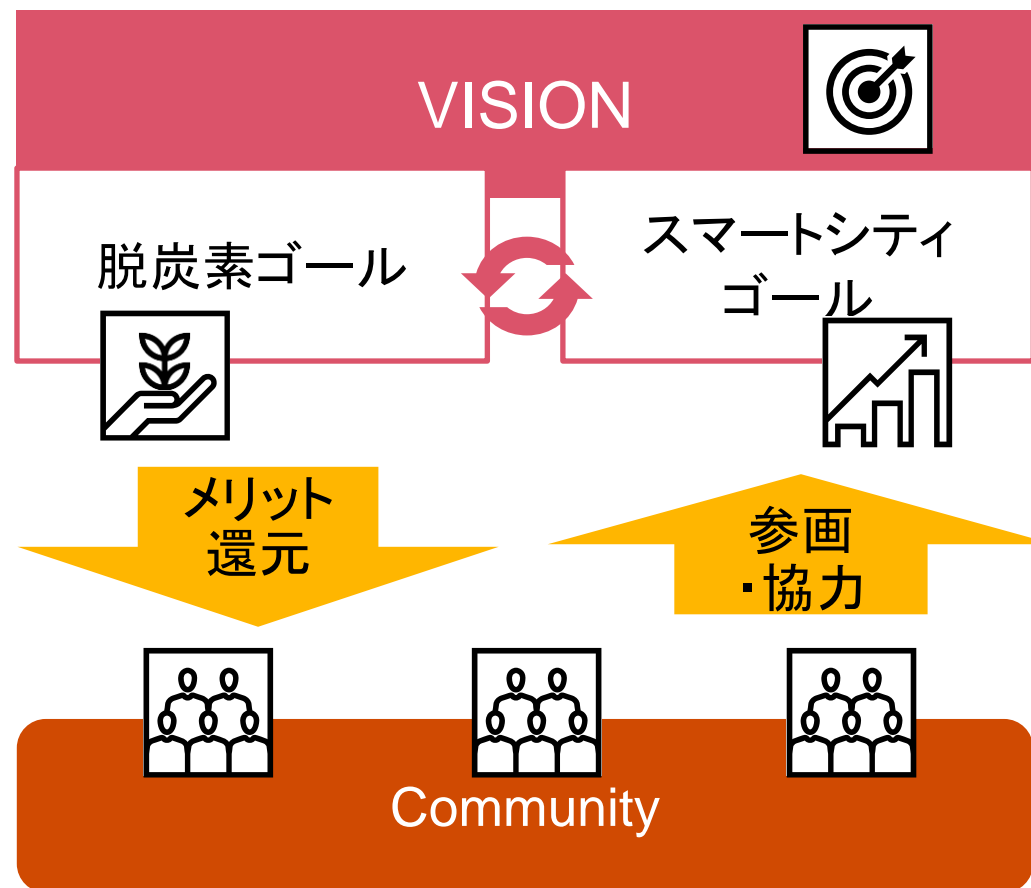 VISION
脱炭素ゴール
スマートシティ
ゴール
メリット
還元
参画
・協力
Community